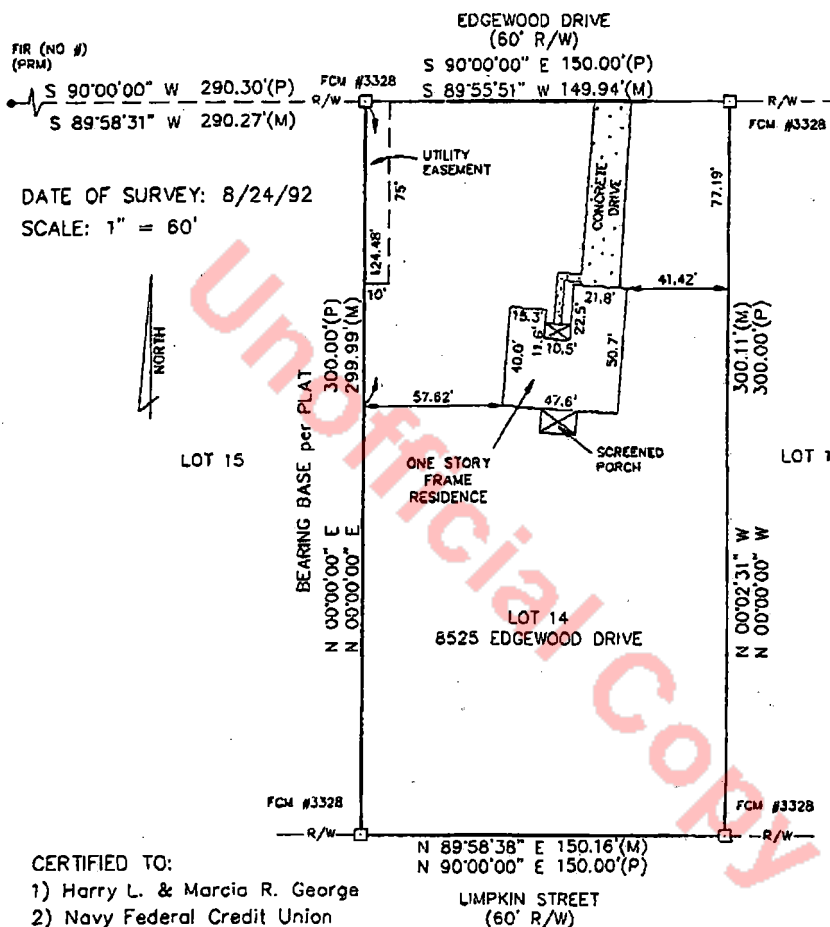 EDGEWOOD DRIVE
(60' R/W)
S 90°00'00" E 150.00'(P)
S 89°55'51" W 149.94'(M)
FIR (NO #)
(PRM)
S 90°00'00" W 290.30'(P)
S 89°58'31" W 290.27'(M)
FCM #3328
R/W
R/W
FCM #3328
UTILITY
EASEMENT
75'
124.48'
10'
CONCRETE
DRIVE
77.19'
DATE OF SURVEY: 8/24/92
SCALE: 1" = 60'
NORTH
41.42'
21.8'
22.5'
15.3'
11.6'
10.5'
40.0'
50.7'
47.6'
57.62'
300.00'(P)
299.99'(M)
300.11'(M)
300.00'(P)
BEARING BASE per PLAT
N 00°00'00" E
N 00°00'00" E
N 00°02'31" W
N 00°00'00" W
LOT 15
ONE STORY
FRAME
RESIDENCE
SCREENED
PORCH
LOT 1
LOT 14
8525 EDGEWOOD DRIVE
Unofficial Copy
FCM #3328
R/W
FCM #3328
R/W
N 89°58'38" E 150.16'(M)
N 90°00'00" E 150.00'(P)
LIMPKIN STREET
(60' R/W)
CERTIFIED TO:
1) Harry L. & Marcia R. George
2) Navy Federal Credit Union